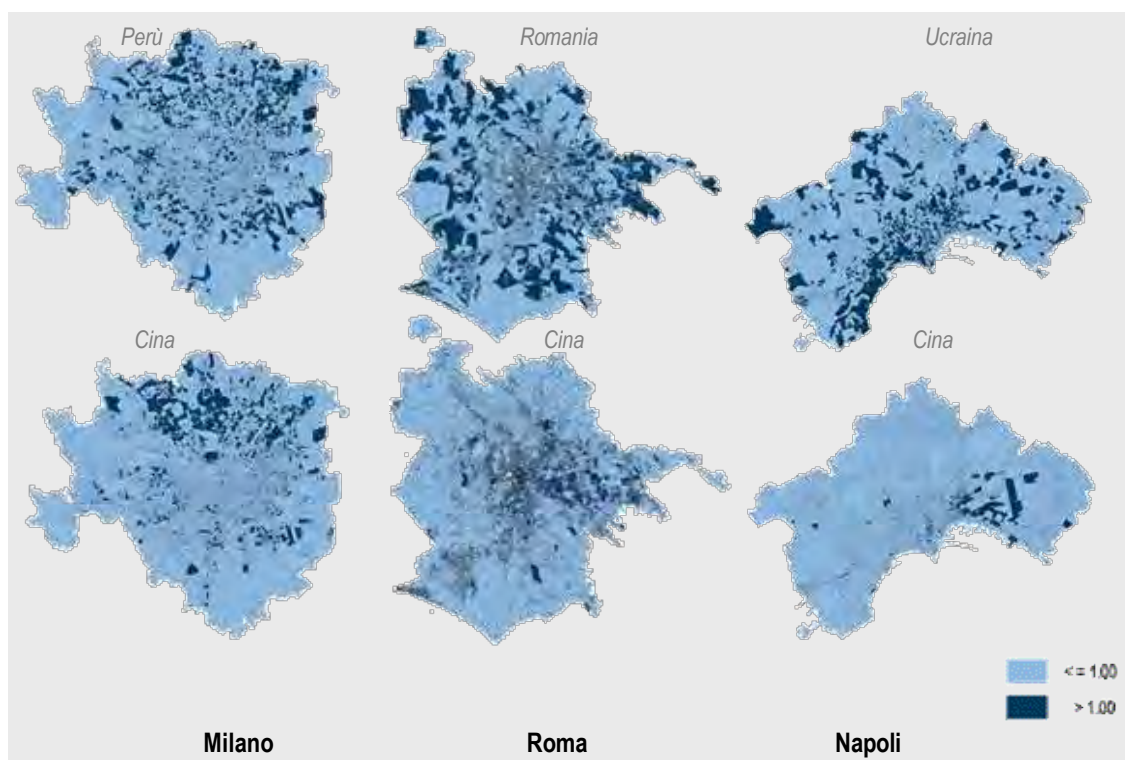 Perù Romania Ucraina
Cina Cina Cina
<= 1.00
> 1.00
Milano Roma Napoli